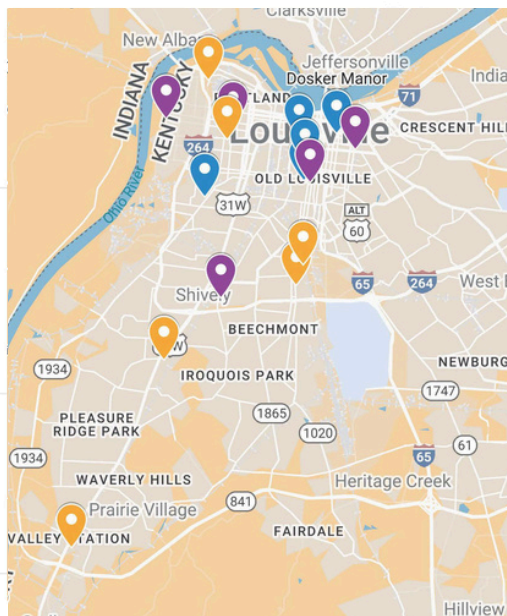 Clarksville
New Alba
Jeffersonville
Dosker Manor
India
INDIANA
KENTUCKY
71
Louisville
CRESCENT HIL
264
OLD LOUISVILLE
Ohio River
31W
ALT
60
65
264
West B
Shively
BEECHMONT
1934
NEWBURG
IROQUOIS PARK
1747
1865
PLEASURE
RIDGE PARK
1020
61
1934
65
WAVERLY HILLS
Heritage Creek
841
Prairie Village
FAIRDALE
VALLEY STATION
Hillview